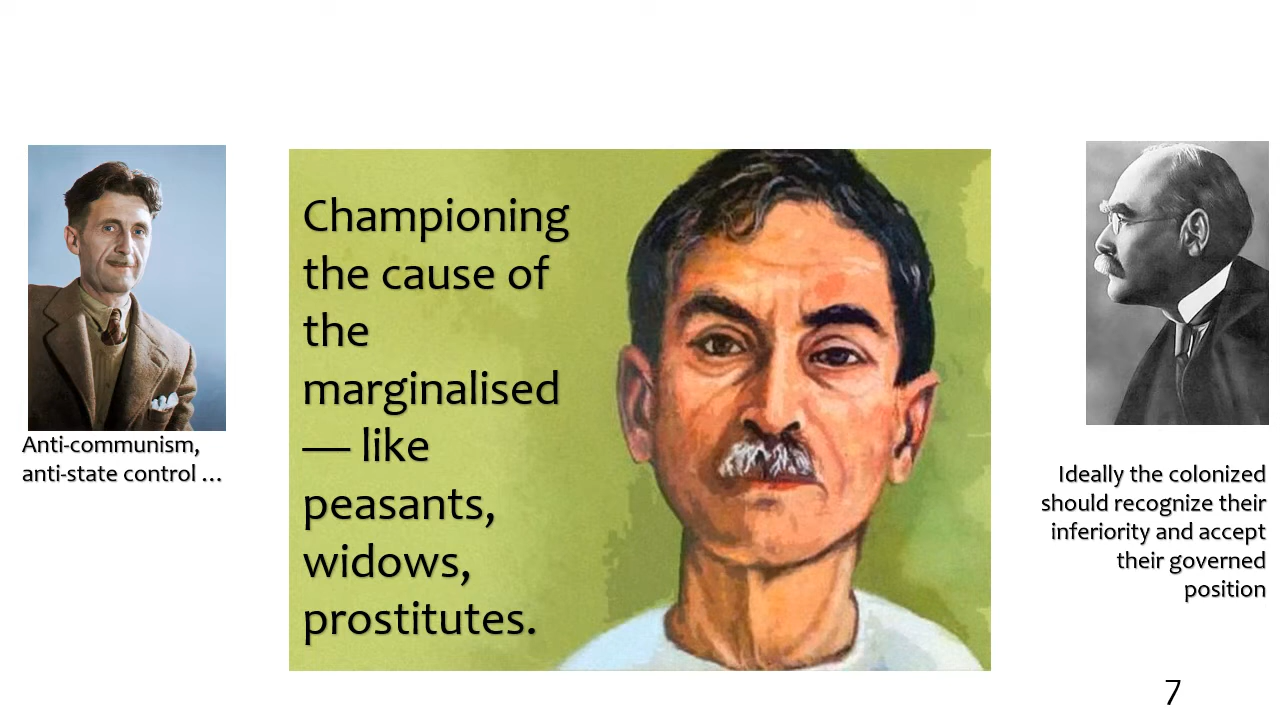 Championing
the cause of
the
marginalised
— like
peasants,
widows,
prostitutes.
Anti-communism,
anti-state control …
Ideally the colonized
should recognize their
inferiority and accept
their governed
position
7